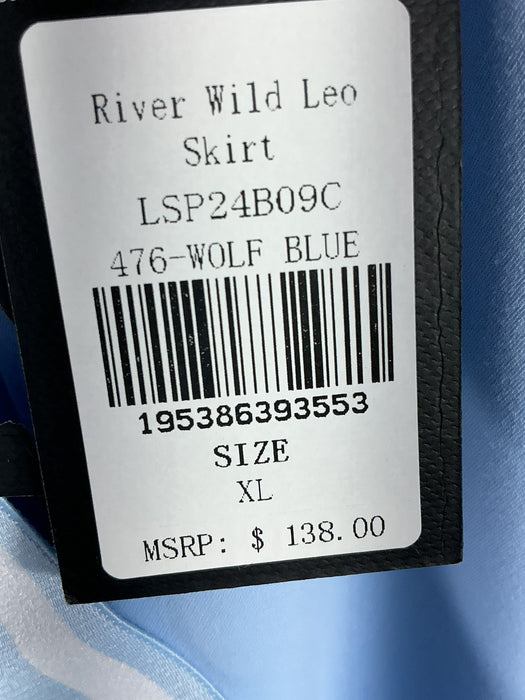 River Wild Leo
Skirt
LSP24B09C
476-WOLF BLUE
195386393553
SIZE
XL
MSRP: $ 138.00